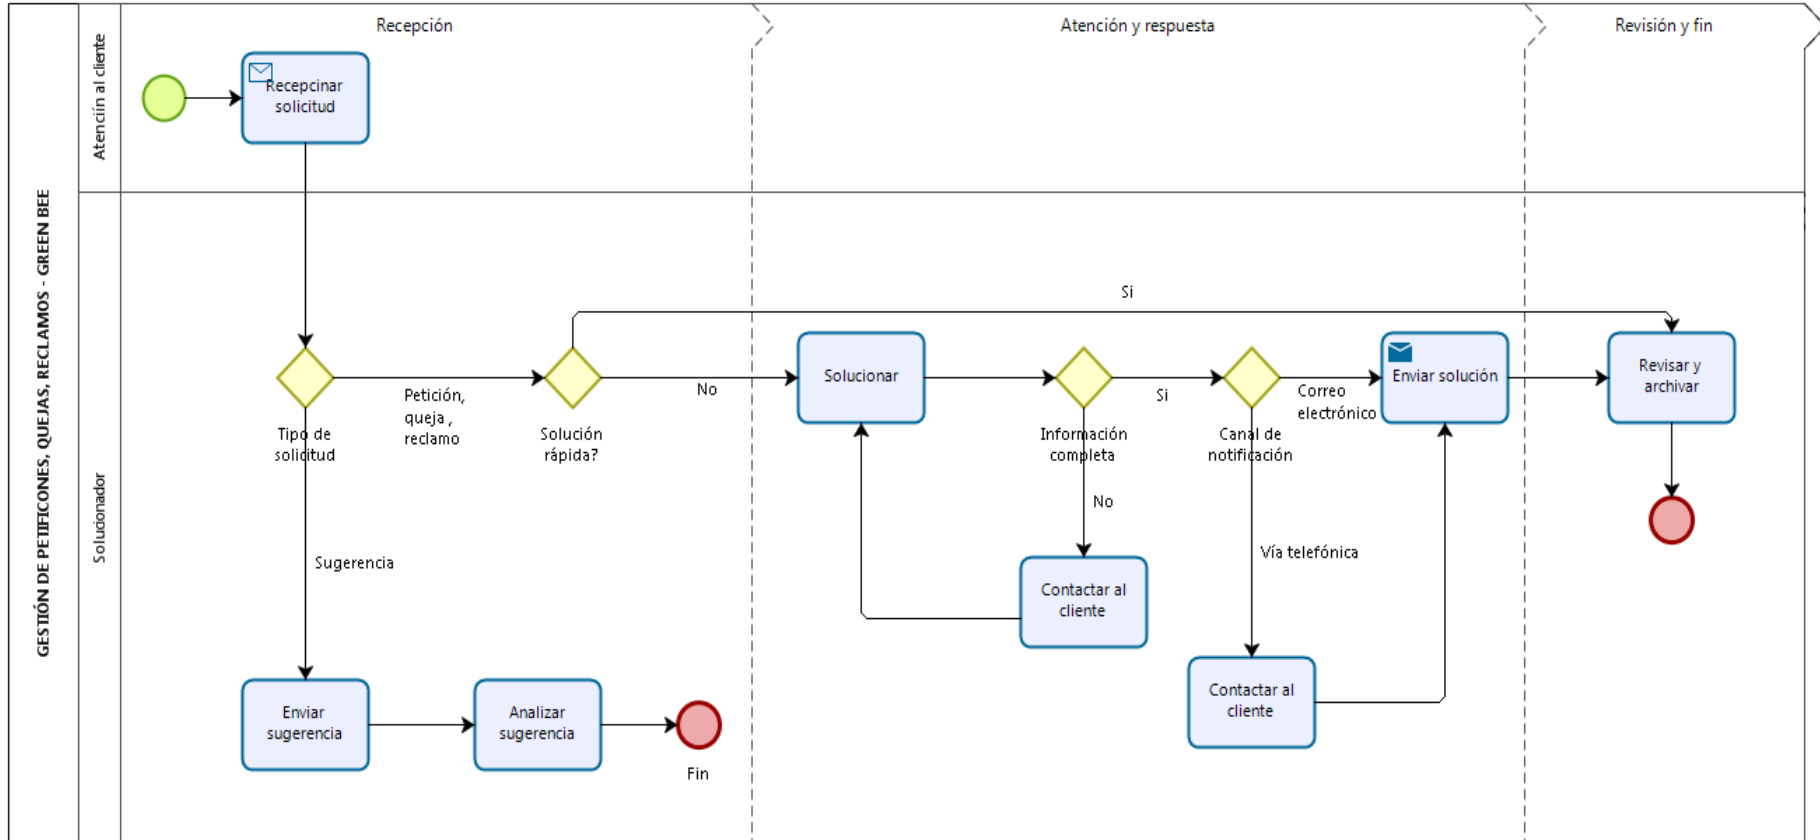 GESTIÓN DE PETIFICONES, QUEJAS, RECLAMOS - GREEN BEE
Atención al cliente
Solucionador
Recepción
Atención y respuesta
Revisión y fin
Recepcinar
solicitud
Tipo de
solicitud
Petición,
queja ,
reclamo
Solución
rápida?
Si
No
Solucionar
Información
completa
Si
Canal de
notificación
Correo
electrónico
Enviar solución
Revisar y
archivar
No
Sugerencia
Vía telefónica
Contactar al
cliente
Contactar al
cliente
Enviar
sugerencia
Analizar
sugerencia
Fin